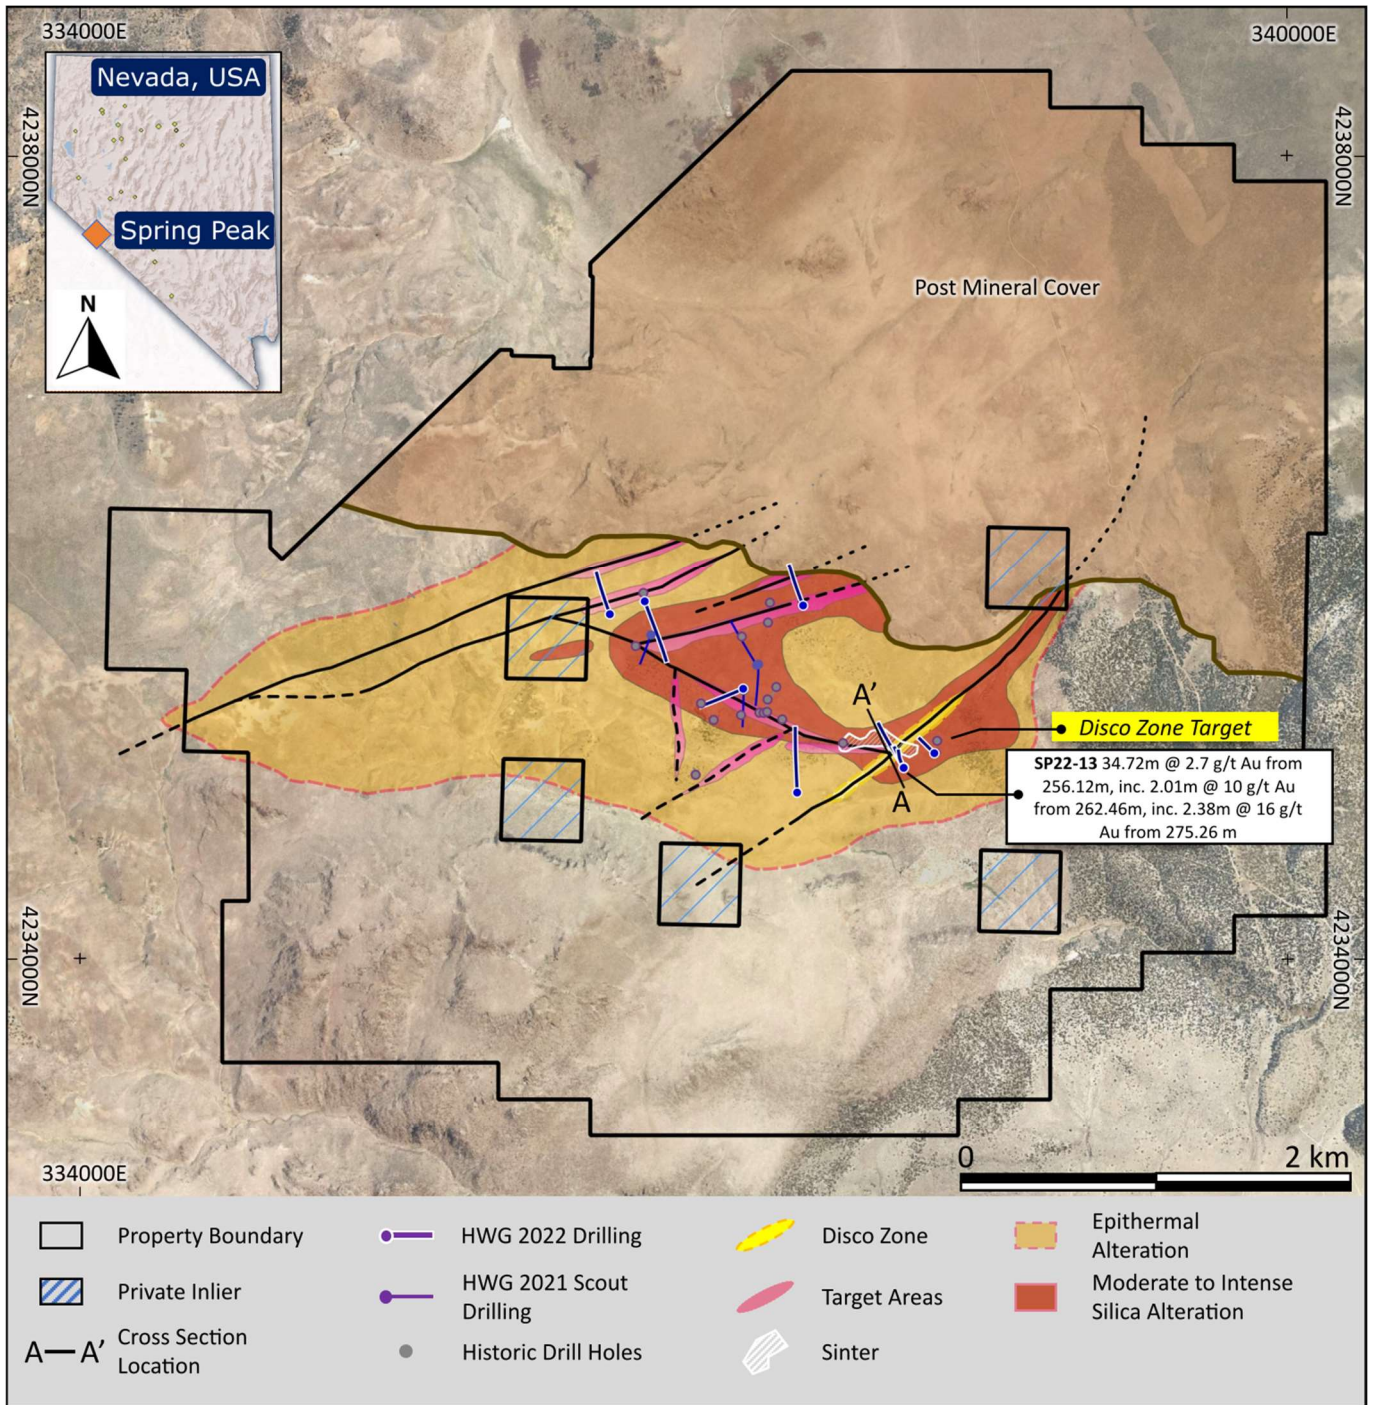 334000E
340000E
Nevada, USA
Spring Peak
N
4238000N
4238000N
Post Mineral Cover
A’
Disco Zone Target
SP22-13 34.72m @ 2.7 g/t Au from
256.12m, inc. 2.01m @ 10 g/t Au
from 262.46m, inc. 2.38m @ 16 g/t
Au from 275.26 m
A
4234000N
4234000N
334000E
0
2 km
Property Boundary
Private Inlier
A
A’
Cross Section
Location
HWG 2022 Drilling
HWG 2021 Scout
Drilling
Historic Drill Holes
Disco Zone
Target Areas
Sinter
Epithermal
Alteration
Moderate to Intense
Silica Alteration